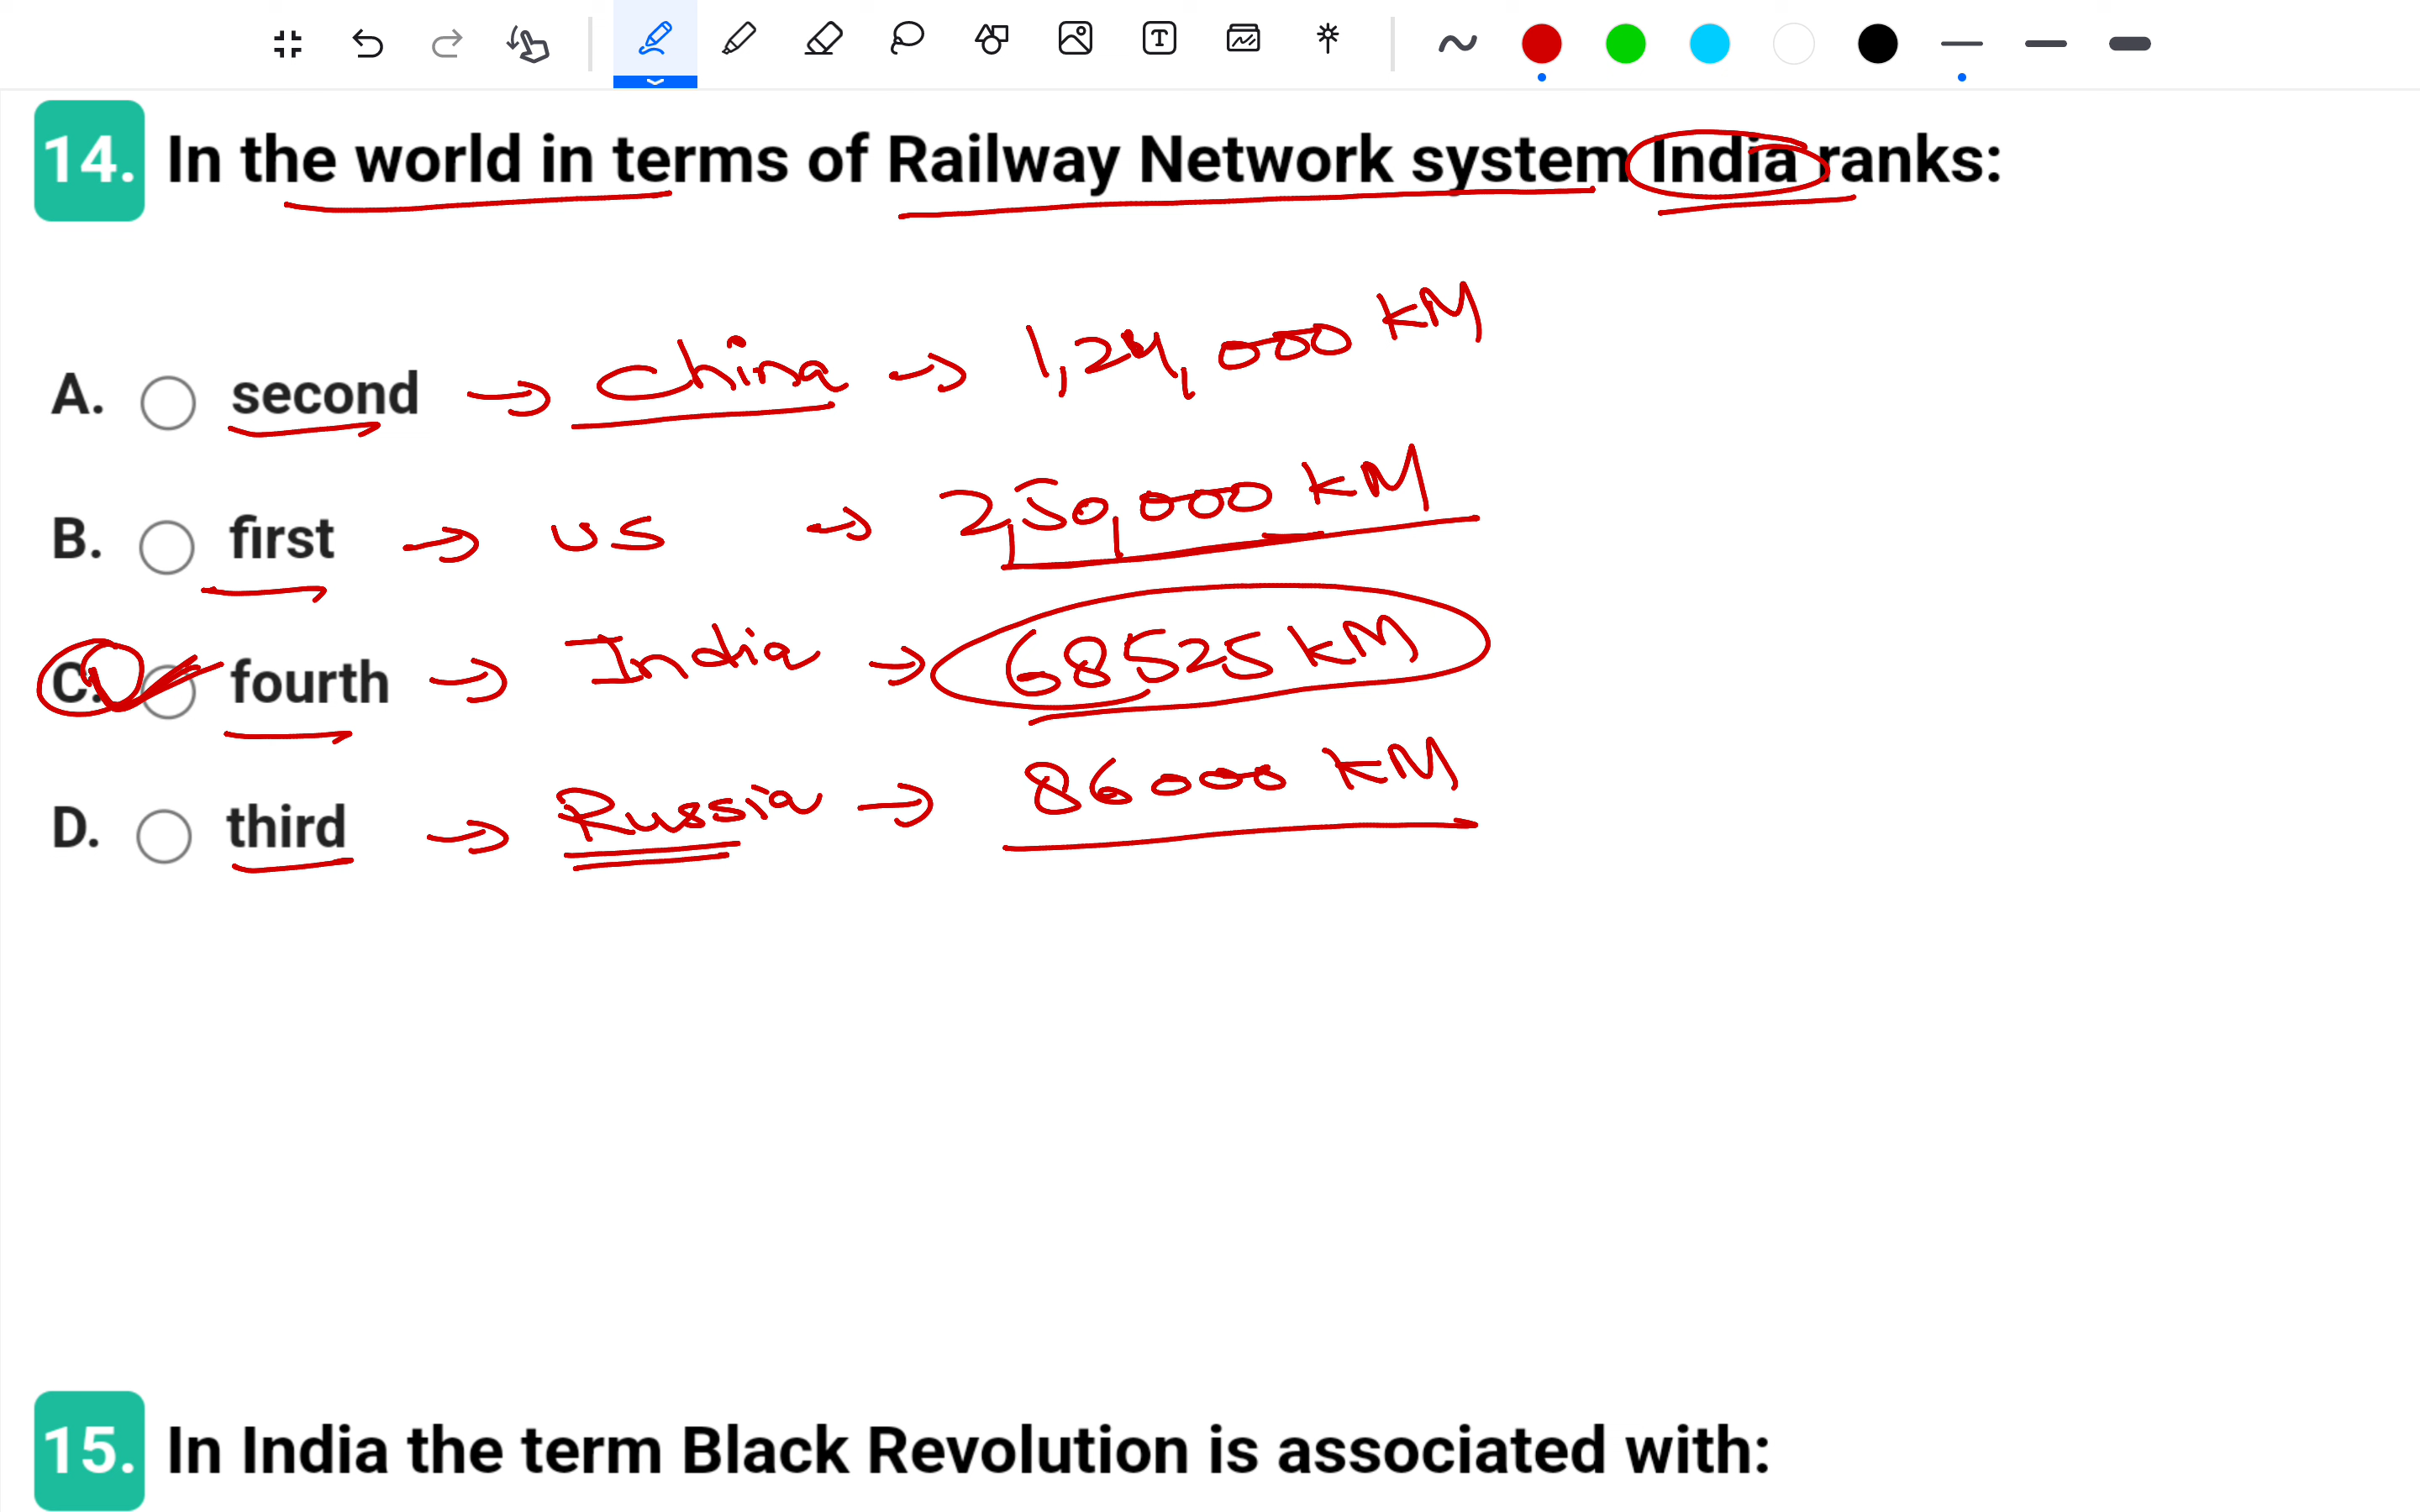 14. In the world in terms of Railway Network system India ranks:
A. second → China → 1,24,000 KM
B. first → US → 2,50,000 KM
C. fourth → India → 68525 KM
D. third → Russia → 86000 KM
15. In India the term Black Revolution is associated with: